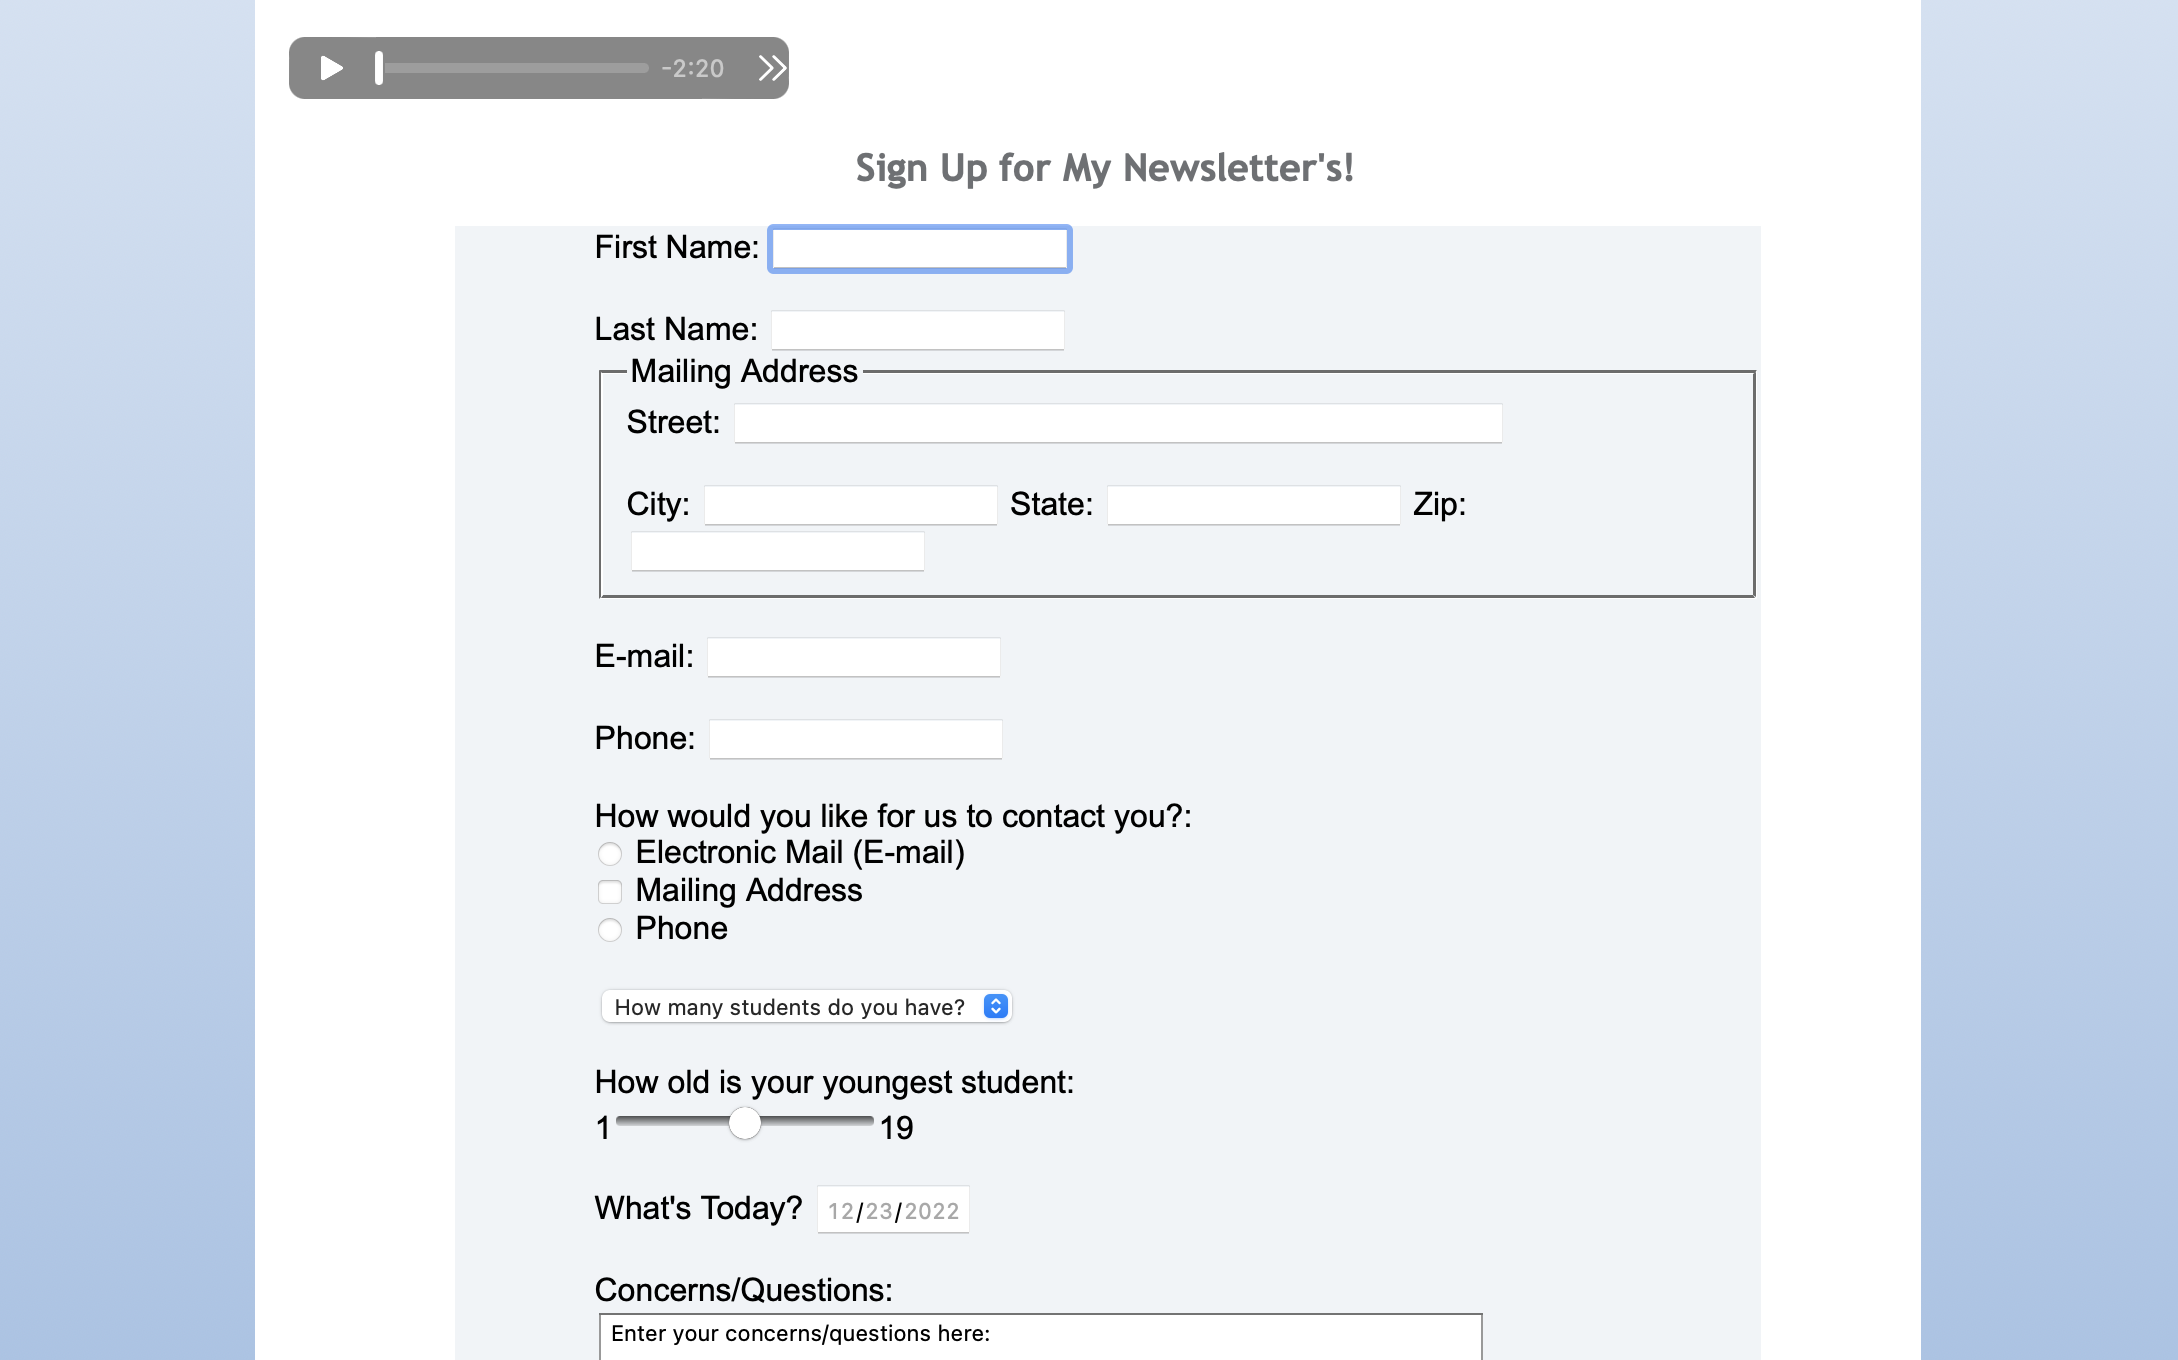 -2:20
Sign Up for My Newsletter's!
First Name:
Last Name:
Mailing Address
Street:
City: State: Zip:
E-mail:
Phone:
How would you like for us to contact you?:
Electronic Mail (E-mail)
Mailing Address
Phone
How many students do you have?
How old is your youngest student:
1 19
What's Today? 12/23/2022
Concerns/Questions:
Enter your concerns/questions here: